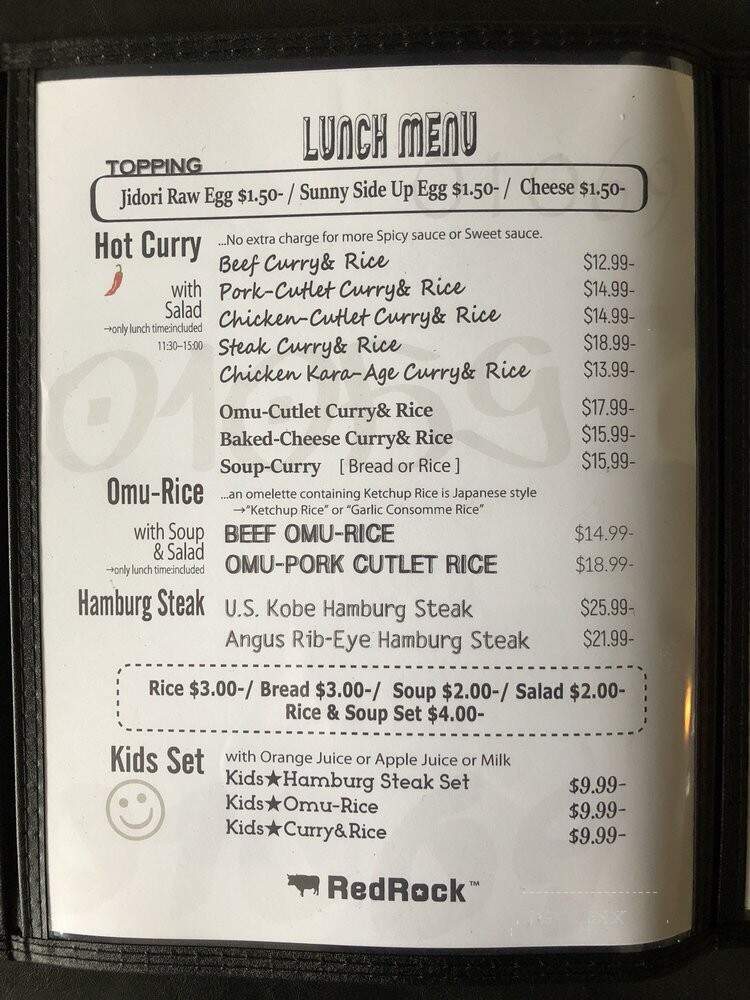 LUNCH MENU
TOPPING
Jidori Raw Egg $1.50- / Sunny Side Up Egg $1.50- / Cheese $1.50-
Hot Curry ...No extra charge for more Spicy sauce or Sweet sauce.
Beef Curry& Rice $12.99-
with Pork-Cutlet Curry& Rice $14.99-
Salad Chicken-Cutlet Curry& Rice $14.99-
→only lunch time:included
11:30–15:00 Steak Curry& Rice $18.99-
Chicken Kara-Age Curry& Rice $13.99-
Omu-Cutlet Curry& Rice $17.99-
Baked-Cheese Curry& Rice $15.99-
Soup-Curry [ Bread or Rice ] $15,99-
Omu-Rice ...an omelette containing Ketchup Rice is Japanese style
→"Ketchup Rice" or "Garlic Consomme Rice"
with Soup BEEF OMU-RICE $14.99-
& Salad
→only lunch time:included OMU-PORK CUTLET RICE $18.99-
Hamburg Steak U.S. Kobe Hamburg Steak $25.99-
Angus Rib-Eye Hamburg Steak $21.99-
Rice $3.00-/ Bread $3.00-/ Soup $2.00-/ Salad $2.00-
Rice & Soup Set $4.00-
Kids Set with Orange Juice or Apple Juice or Milk
Kids★Hamburg Steak Set $9.99-
Kids★Omu-Rice $9.99-
Kids★Curry&Rice $9.99-
RedRock™